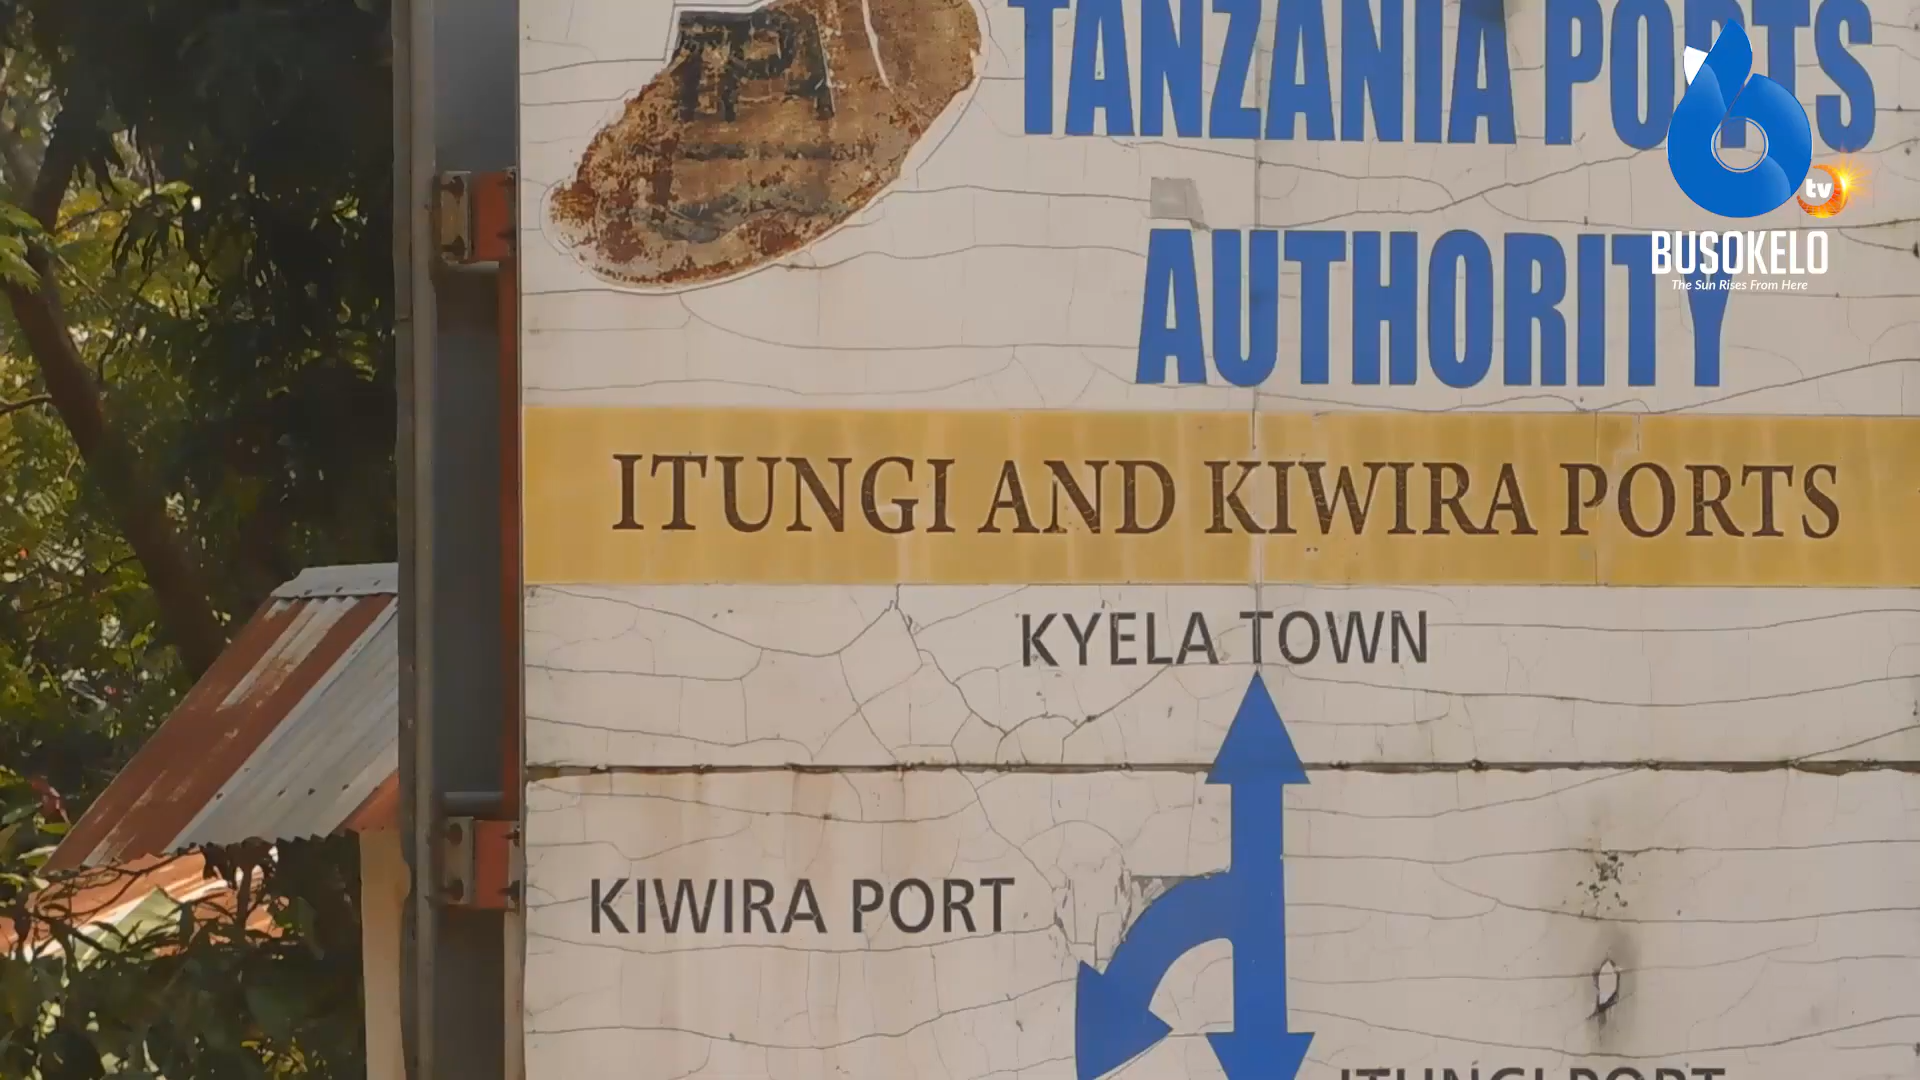 TPA
TANZANIA PORTS
AUTHORITY
tv
BUSOKELO
The Sun Rises From Here
ITUNGI AND KIWIRA PORTS
KYELA TOWN
KIWIRA PORT
ITUNGI PORT